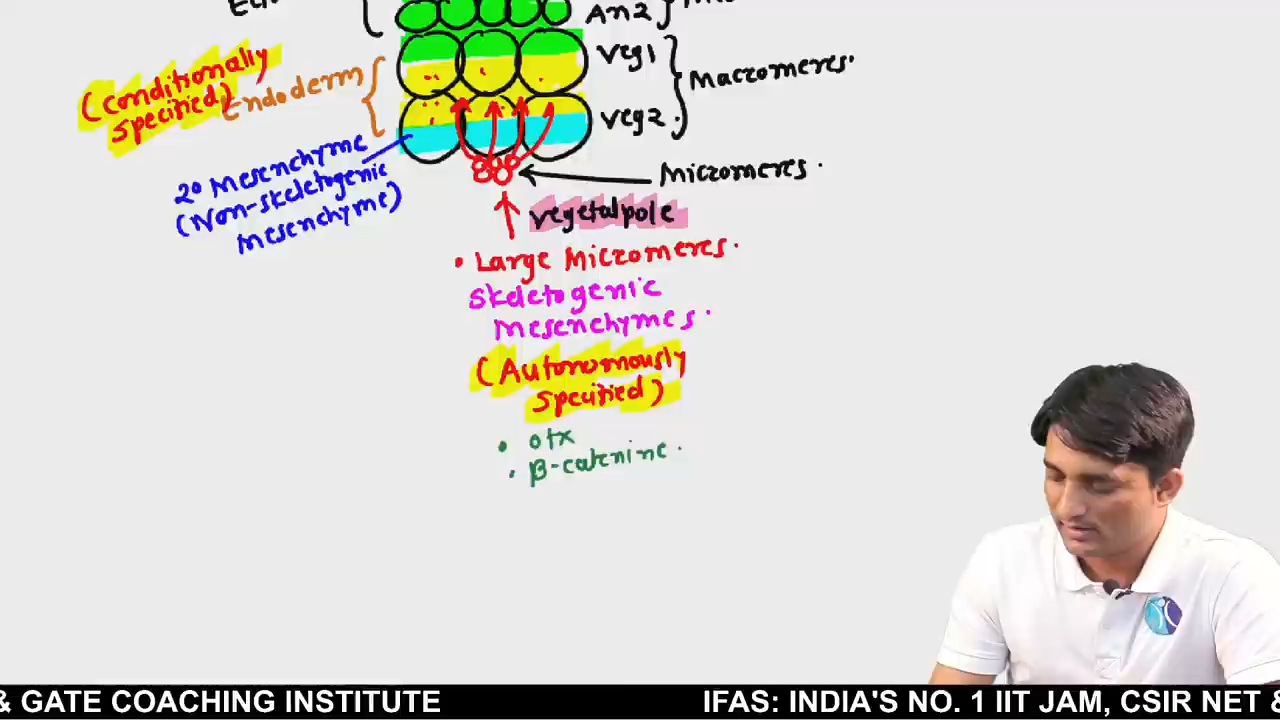 An2
Veg1
Macromeres.
Veg2.
(Conditionally
specified)
Endoderm
2° Mesenchyme
(Non-skeletogenic
mesenchyme)
Micromeres.
Vegetalpole
• Large Micromeres.
Skeletogenic
Mesenchymes.
(Autonomously
specified)
• Otx
• β-catenine.
& GATE COACHING INSTITUTE
IFAS: INDIA'S NO. 1 IIT JAM, CSIR NET &